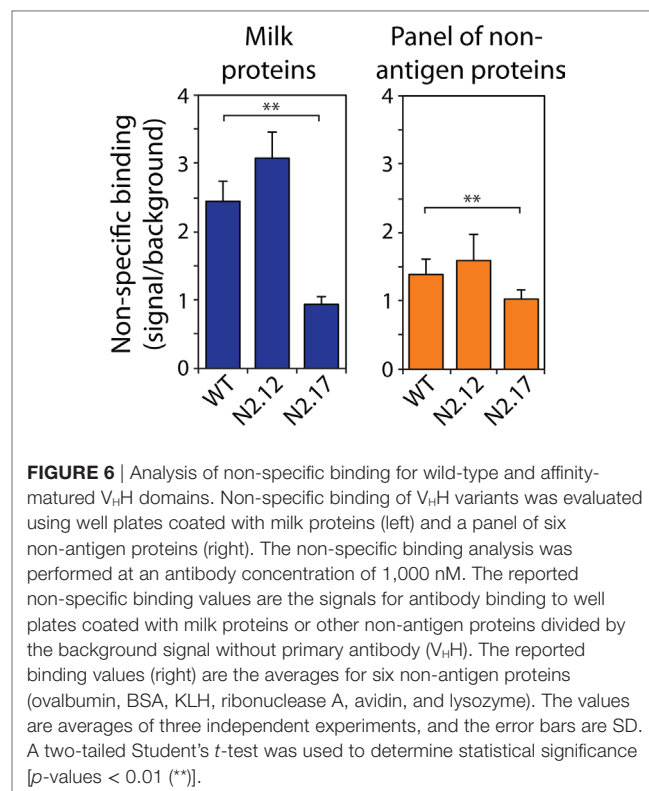 Milk
proteins
Panel of non-
antigen proteins
Non-specific binding
(signal/background)
4
3
2
1
0
**
WT
N2.12
N2.17
4
3
2
1
0
**
WT
N2.12
N2.17
FIGURE 6 | Analysis of non-specific binding for wild-type and affinity-
matured VHH domains. Non-specific binding of VHH variants was evaluated
using well plates coated with milk proteins (left) and a panel of six
non-antigen proteins (right). The non-specific binding analysis was
performed at an antibody concentration of 1,000 nM. The reported
non-specific binding values are the signals for antibody binding to well
plates coated with milk proteins or other non-antigen proteins divided by
the background signal without primary antibody (VHH). The reported
binding values (right) are the averages for six non-antigen proteins
(ovalbumin, BSA, KLH, ribonuclease A, avidin, and lysozyme). The values
are averages of three independent experiments, and the error bars are SD.
A two-tailed Student's t-test was used to determine statistical significance
[p-values < 0.01 (**)].